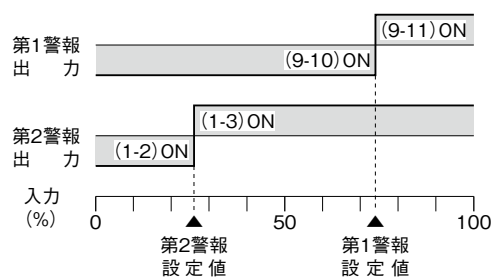 (9-11)ON
第1警報
出 力
(9-10)ON
(1-3)ON
第2警報
出 力
(1-2)ON
入力
(%)
0 50 100
第2警報
設定値
第1警報
設定値